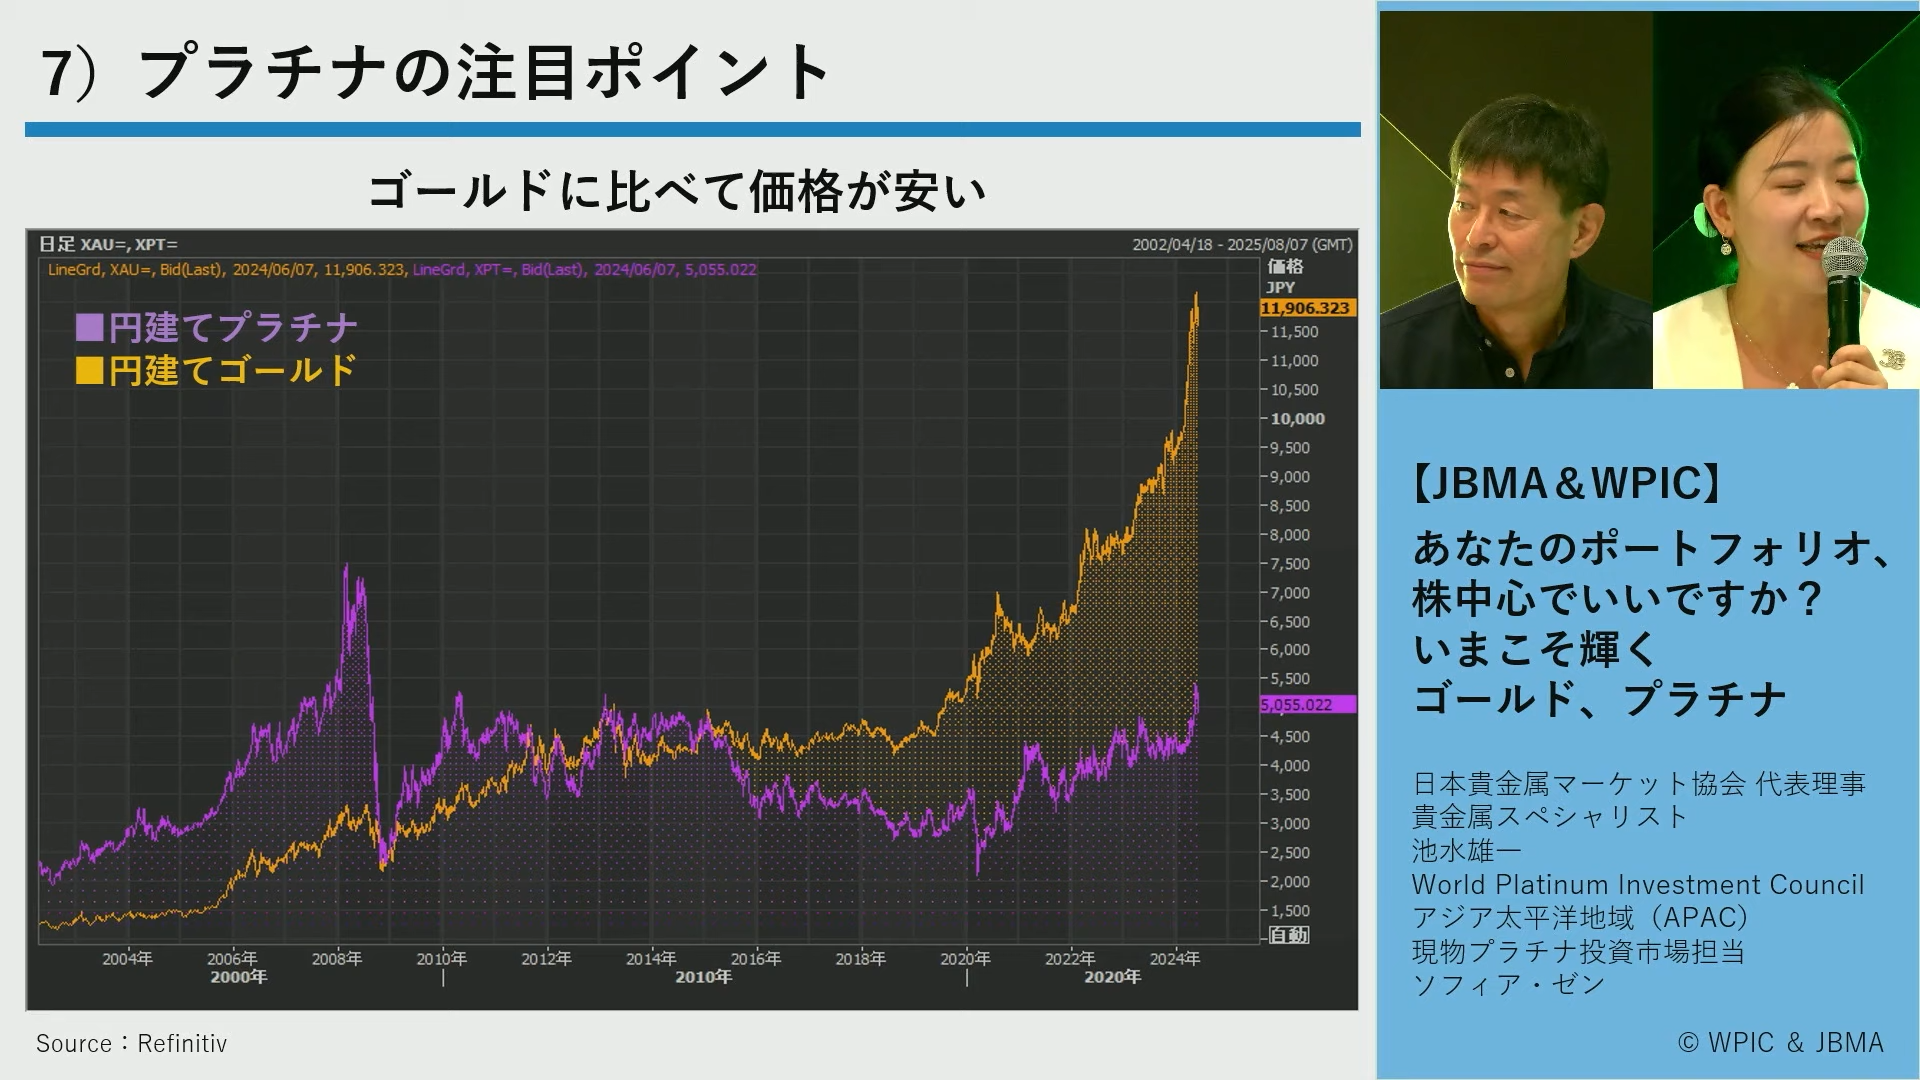 7）プラチナの注目ポイント
ゴールドに比べて価格が安い
日足 XAU=, XPT=
2002/04/18 - 2025/08/07 (GMT)
LineGrd, XAU=, Bid(Last), 2024/06/07, 11,906.323, LineGrd, XPT=, Bid(Last), 2024/06/07, 5,055.022
価格
JPY
■円建てプラチナ
■円建てゴールド
11,906.323
11,500
11,000
10,500
10,000
9,500
9,000
8,500
8,000
7,500
7,000
6,500
6,000
5,500
5,055.022
4,500
4,000
3,500
3,000
2,500
2,000
1,500
自動
2004年 2006年 2008年 2010年 2012年 2014年 2016年 2018年 2020年 2022年 2024年
2000年 2010年 2020年
Source：Refinitiv
【JBMA＆WPIC】
あなたのポートフォリオ、
株中心でいいですか？
いまこそ輝く
ゴールド、プラチナ
日本貴金属マーケット協会 代表理事
貴金属スペシャリスト
池水雄一
World Platinum Investment Council
アジア太平洋地域（APAC）
現物プラチナ投資市場担当
ソフィア・ゼン
© WPIC ＆ JBMA